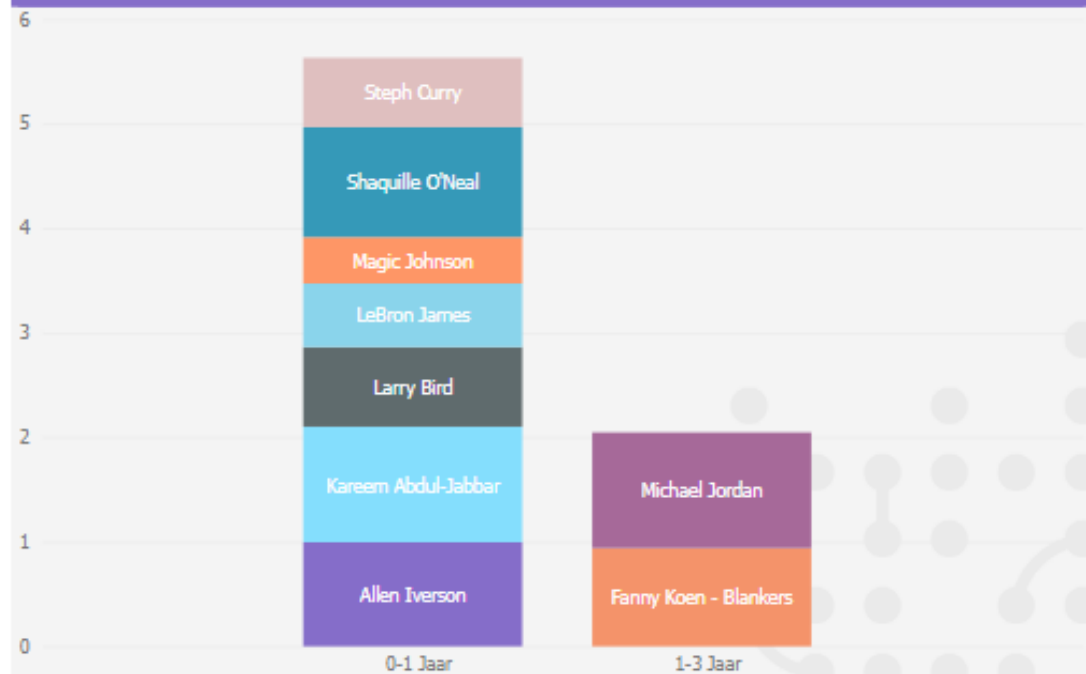 6
5
4
3
2
1
0
Steph Curry
Shaquille O'Neal
Magic Johnson
LeBron James
Larry Bird
Kareem Abdul-Jabbar
Allen Iverson
Michael Jordan
Fanny Koen - Blankers
0-1 Jaar
1-3 Jaar